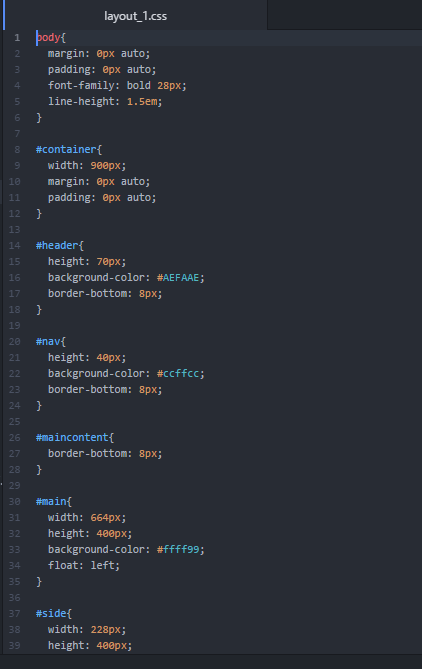 layout_1.css
1 body{
2 margin: 0px auto;
3 padding: 0px auto;
4 font-family: bold 28px;
5 line-height: 1.5em;
6 }
7
8 #container{
9 width: 900px;
10 margin: 0px auto;
11 padding: 0px auto;
12 }
13
14 #header{
15 height: 70px;
16 background-color: #AEFAAE;
17 border-bottom: 8px;
18 }
19
20 #nav{
21 height: 40px;
22 background-color: #ccffcc;
23 border-bottom: 8px;
24 }
25
26 #maincontent{
27 border-bottom: 8px;
28 }
29
30 #main{
31 width: 664px;
32 height: 400px;
33 background-color: #ffff99;
34 float: left;
35 }
36
37 #side{
38 width: 228px;
39 height: 400px;